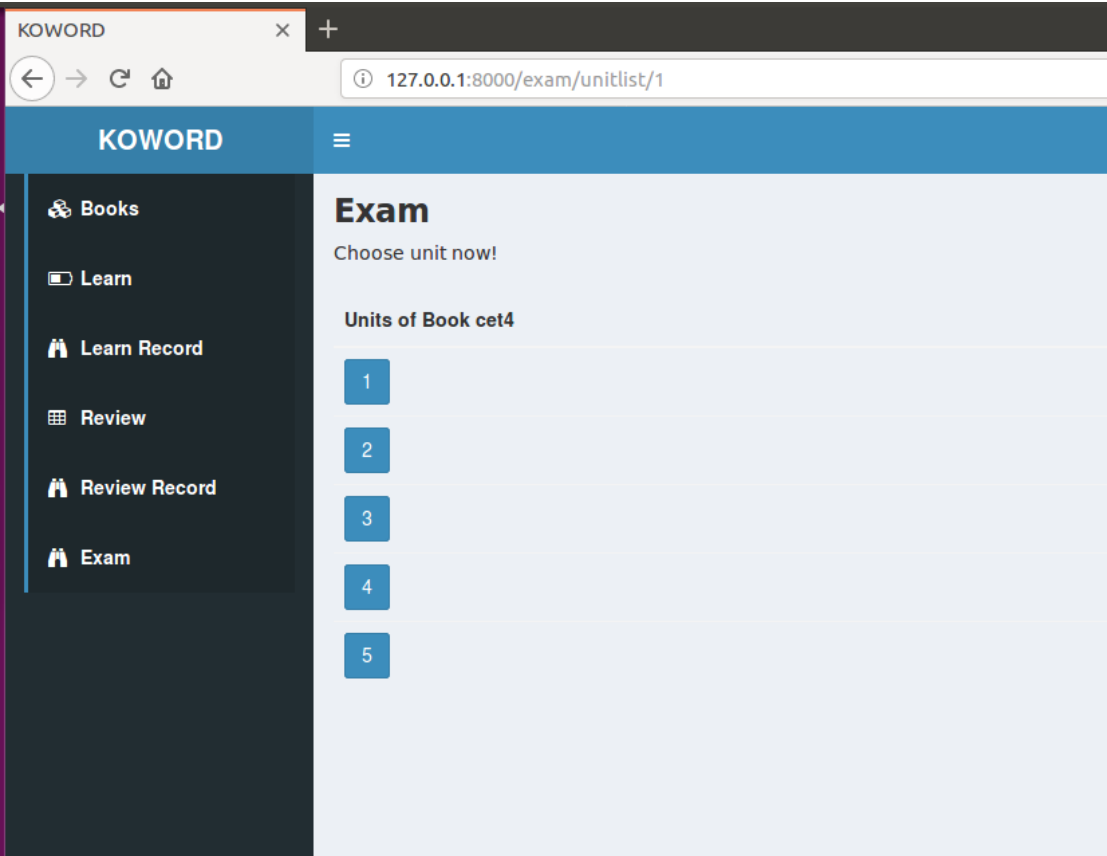 KOWORD
127.0.0.1:8000/exam/unitlist/1
KOWORD
Books
Learn
Learn Record
Review
Review Record
Exam
Exam
Choose unit now!
Units of Book cet4
1
2
3
4
5